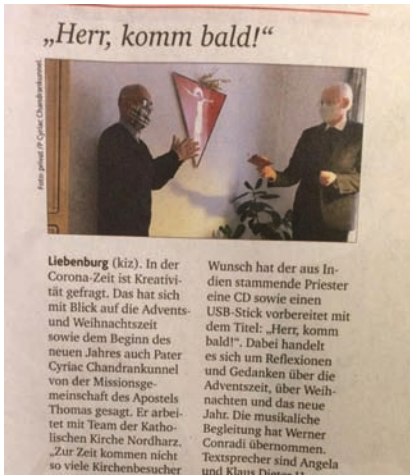 „Herr, komm bald!“
Foto: privat /P Cyriac Chandrankunnel
Liebenburg (kiz). In der
Corona-Zeit ist Kreativi-
tät gefragt. Das hat sich
mit Blick auf die Advents-
und Weihnachtszeit
sowie dem Beginn des
neuen Jahres auch Pater
Cyriac Chandrankunnel
von der Missionsge-
meinschaft des Apostels
Thomas gesagt. Er arbei-
tet mit Team der Katho-
lischen Kirche Nordharz.
„Zur Zeit kommen nicht
so viele Kirchenbesucher
Wunsch hat der aus In-
dien stammende Priester
eine CD sowie einen
USB-Stick vorbereitet mit
dem Titel: „Herr, komm
bald!“. Dabei handelt
es sich um Reflexionen
und Gedanken über die
Adventszeit, über Weih-
nachten und das neue
Jahr. Die musikalische
Begleitung hat Werner
Conradi übernommen.
Textsprecher sind Angela
und Klaus Dieter